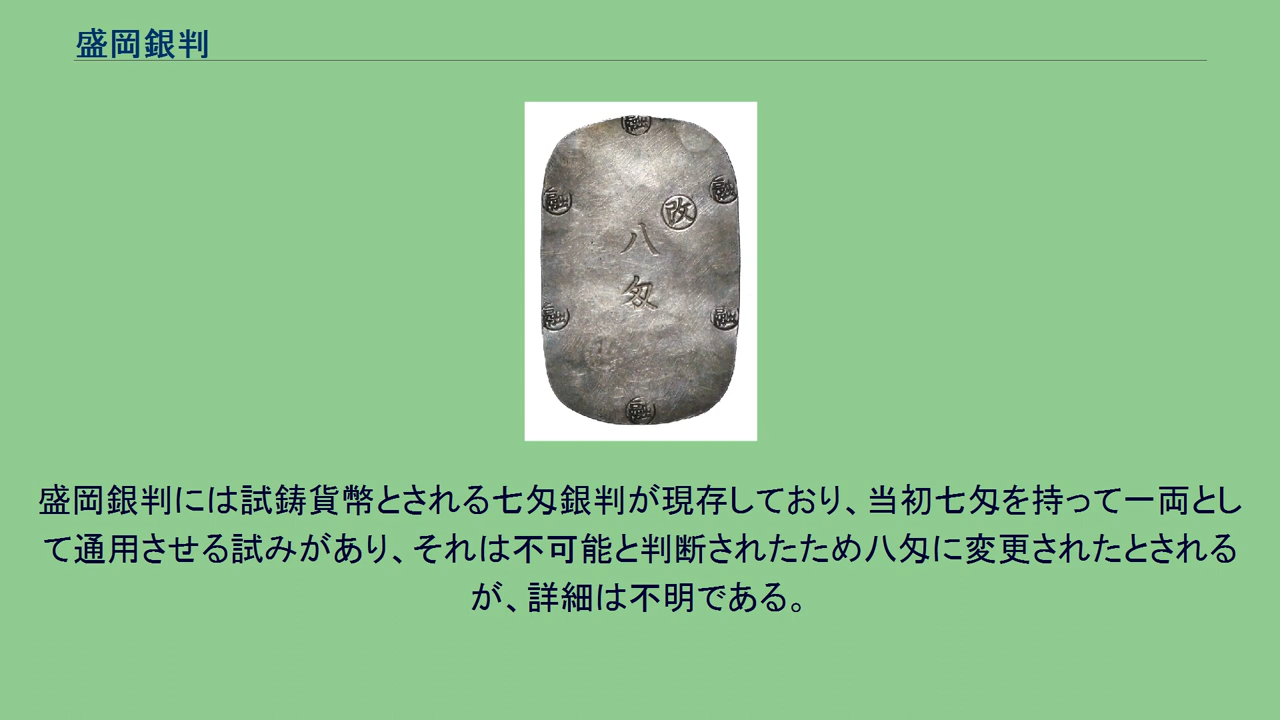 盛岡銀判
改
八
匁
盛岡銀判には試鋳貨幣とされる七匁銀判が現存しており、当初七匁を持って一両とし
て通用させる試みがあり、それは不可能と判断されたため八匁に変更されたとされる
が、詳細は不明である。